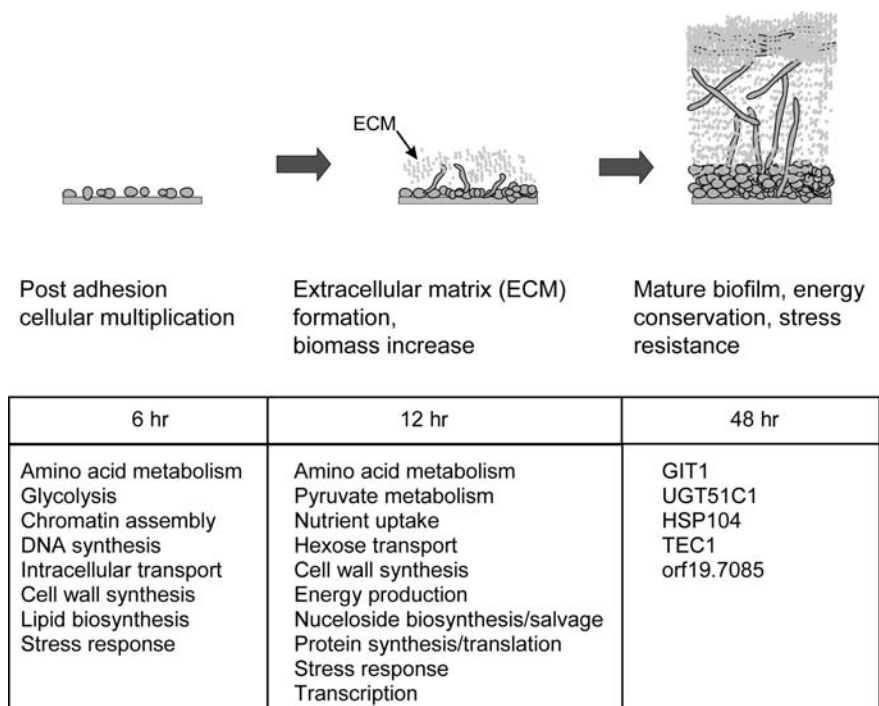 ECM
Post adhesion
cellular multiplication
Extracellular matrix (ECM)
formation,
biomass increase
Mature biofilm, energy
conservation, stress
resistance
6 hr
12 hr
48 hr
Amino acid metabolism
Glycolysis
Chromatin assembly
DNA synthesis
Intracellular transport
Cell wall synthesis
Lipid biosynthesis
Stress response
Amino acid metabolism
Pyruvate metabolism
Nutrient uptake
Hexose transport
Cell wall synthesis
Energy production
Nuceloside biosynthesis/salvage
Protein synthesis/translation
Stress response
Transcription
GIT1
UGT51C1
HSP104
TEC1
orf19.7085